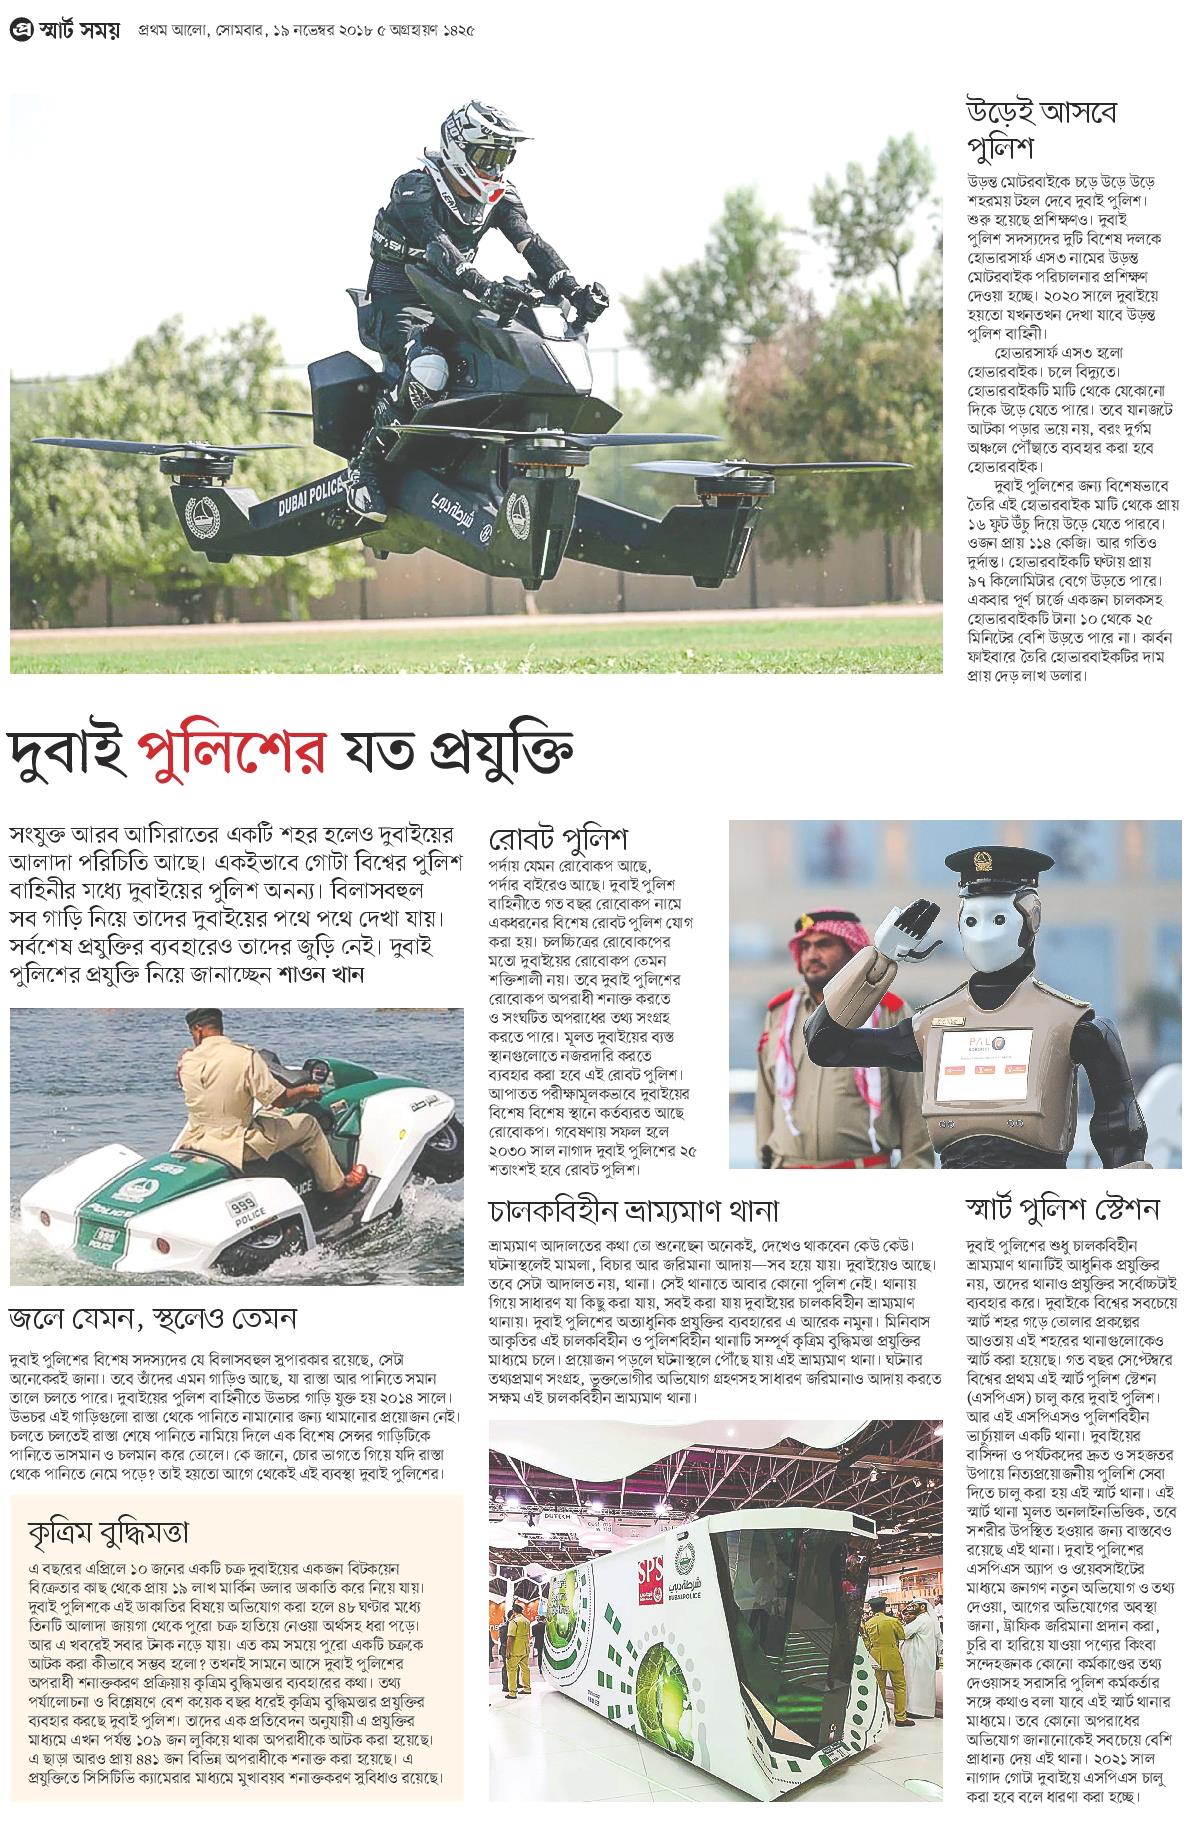 প্র স্মার্ট সময় প্রথম আলো, সোমবার, ১৯ নভেম্বর ২০১৮ ৫ অগ্রহায়ণ ১৪২৫
DUBAI POLICE
شرطة دبي
উড়েই আসবে
পুলিশ
উড়ন্ত মোটরবাইকে চড়ে উড়ে উড়ে
শহরময় টহল দেবে দুবাই পুলিশ।
শুরু হয়েছে প্রশিক্ষণও। দুবাই
পুলিশ সদস্যদের দুটি বিশেষ দলকে
হোভারসার্ফ এস৩ নামের উড়ন্ত
মোটরবাইক পরিচালনার প্রশিক্ষণ
দেওয়া হচ্ছে। ২০২০ সালে দুবাইয়ে
হয়তো যখনতখন দেখা যাবে উড়ন্ত
পুলিশ বাহিনী।
হোভারসার্ফ এস৩ হলো
হোভারবাইক। চলে বিদ্যুতে।
হোভারবাইকটি মাটি থেকে যেকোনো
দিকে উড়ে যেতে পারে। তবে যানজটে
আটকা পড়ার ভয়ে নয়, বরং দুর্গম
অঞ্চলে পৌঁছাতে ব্যবহার করা হবে
হোভারবাইক।
দুবাই পুলিশের জন্য বিশেষভাবে
তৈরি এই হোভারবাইক মাটি থেকে প্রায়
১৬ ফুট উঁচু দিয়ে উড়ে যেতে পারবে।
ওজন প্রায় ১১৪ কেজি। আর গতিও
দুর্দান্ত। হোভারবাইকটি ঘণ্টায় প্রায়
৯৭ কিলোমিটার বেগে উড়তে পারে।
একবার পূর্ণ চার্জে একজন চালকসহ
হোভারবাইকটি টানা ১০ থেকে ২৫
মিনিটের বেশি উড়তে পারে না। কার্বন
ফাইবারে তৈরি হোভারবাইকটির দাম
প্রায় দেড় লাখ ডলার।
দুবাই পুলিশের যত প্রযুক্তি
সংযুক্ত আরব আমিরাতের একটি শহর হলেও দুবাইয়ের
আলাদা পরিচিতি আছে। একইভাবে গোটা বিশ্বের পুলিশ
বাহিনীর মধ্যে দুবাইয়ের পুলিশ অনন্য। বিলাসবহুল
সব গাড়ি নিয়ে তাদের দুবাইয়ের পথে পথে দেখা যায়।
সর্বশেষ প্রযুক্তির ব্যবহারেও তাদের জুড়ি নেই। দুবাই
পুলিশের প্রযুক্তি নিয়ে জানাচ্ছেন শাওন খান
999
POLICE
POLICE
999
POLICE
জলে যেমন, স্থলেও তেমন
দুবাই পুলিশের বিশেষ সদস্যদের যে বিলাসবহুল সুপারকার রয়েছে, সেটা
অনেকেরই জানা। তবে তাঁদের এমন গাড়িও আছে, যা রাস্তা আর পানিতে সমান
তালে চলতে পারে। দুবাইয়ের পুলিশ বাহিনীতে উভচর গাড়ি যুক্ত হয় ২০১৪ সালে।
উভচর এই গাড়িগুলো রাস্তা থেকে পানিতে নামানোর জন্য থামানোর প্রয়োজন নেই।
চলতে চলতেই রাস্তা শেষে পানিতে নামিয়ে দিলে এক বিশেষ সেন্সর গাড়িটিকে
পানিতে ভাসমান ও চলমান করে তোলে। কে জানে, চোর ভাগতে গিয়ে যদি রাস্তা
থেকে পানিতে নেমে পড়ে? তাই হয়তো আগে থেকেই এই ব্যবস্থা দুবাই পুলিশের।
কৃত্রিম বুদ্ধিমত্তা
এ বছরের এপ্রিলে ১০ জনের একটি চক্র দুবাইয়ের একজন বিটকয়েন
বিক্রেতার কাছ থেকে প্রায় ১৯ লাখ মার্কিন ডলার ডাকাতি করে নিয়ে যায়।
দুবাই পুলিশকে এই ডাকাতির বিষয়ে অভিযোগ করা হলে ৪৮ ঘণ্টার মধ্যে
তিনটি আলাদা জায়গা থেকে পুরো চক্র হাতিয়ে নেওয়া অর্থসহ ধরা পড়ে।
আর এ খবরেই সবার টনক নড়ে যায়। এত কম সময়ে পুরো একটি চক্রকে
আটক করা কীভাবে সম্ভব হলো? তখনই সামনে আসে দুবাই পুলিশের
অপরাধী শনাক্তকরণ প্রক্রিয়ায় কৃত্রিম বুদ্ধিমত্তার ব্যবহারের কথা। তথ্য
পর্যালোচনা ও বিশ্লেষণে বেশ কয়েক বছর ধরেই কৃত্রিম বুদ্ধিমত্তার প্রযুক্তির
ব্যবহার করছে দুবাই পুলিশ। তাদের এক প্রতিবেদন অনুযায়ী এ প্রযুক্তির
মাধ্যমে এখন পর্যন্ত ১০৯ জন লুকিয়ে থাকা অপরাধীকে আটক করা হয়েছে।
এ ছাড়া আরও প্রায় ৪৪১ জন বিভিন্ন অপরাধীকে শনাক্ত করা হয়েছে। এ
প্রযুক্তিতে সিসিটিভি ক্যামেরার মাধ্যমে মুখাবয়ব শনাক্তকরণ সুবিধাও রয়েছে।
রোবট পুলিশ
পর্দায় যেমন রোবোকপ আছে,
পর্দার বাইরেও আছে। দুবাই পুলিশ
বাহিনীতে গত বছর রোবোকপ নামে
একধরনের বিশেষ রোবট পুলিশ যোগ
করা হয়। চলচ্চিত্রের রোবোকপের
মতো দুবাইয়ের রোবোকপ তেমন
শক্তিশালী নয়। তবে দুবাই পুলিশের
রোবোকপ অপরাধী শনাক্ত করতে
ও সংঘটিত অপরাধের তথ্য সংগ্রহ
করতে পারে। মূলত দুবাইয়ের ব্যস্ত
স্থানগুলোতে নজরদারি করতে
ব্যবহার করা হবে এই রোবট পুলিশ।
আপাতত পরীক্ষামূলকভাবে দুবাইয়ের
বিশেষ বিশেষ স্থানে কর্তব্যরত আছে
রোবোকপ। গবেষণায় সফল হলে
২০৩০ সাল নাগাদ দুবাই পুলিশের ২৫
শতাংশই হবে রোবট পুলিশ।
PAL
ROBOTICS
চালকবিহীন ভ্রাম্যমাণ থানা
ভ্রাম্যমাণ আদালতের কথা তো শুনেছেন অনেকই, দেখেও থাকবেন কেউ কেউ।
ঘটনাস্থলেই মামলা, বিচার আর জরিমানা আদায়—সব হয়ে যায়। দুবাইয়েও আছে।
তবে সেটা আদালত নয়, থানা। সেই থানাতে আবার কোনো পুলিশ নেই। থানায়
গিয়ে সাধারণ যা কিছু করা যায়, সবই করা যায় দুবাইয়ের চালকবিহীন ভ্রাম্যমাণ
থানায়। দুবাই পুলিশের অত্যাধুনিক প্রযুক্তির ব্যবহারের এ আরেক নমুনা। মিনিবাস
আকৃতির এই চালকবিহীন ও পুলিশবিহীন থানাটি সম্পূর্ণ কৃত্রিম বুদ্ধিমত্তা প্রযুক্তির
মাধ্যমে চলে। প্রয়োজন পড়লে ঘটনাস্থলে পৌঁছে যায় এই ভ্রাম্যমাণ থানা। ঘটনার
তথ্যপ্রমাণ সংগ্রহ, ভুক্তভোগীর অভিযোগ গ্রহণসহ সাধারণ জরিমানাও আদায় করতে
সক্ষম এই চালকবিহীন ভ্রাম্যমাণ থানা।
DUTECH
SPS
شرطة دبي
DUBAI POLICE
স্মার্ট পুলিশ স্টেশন
দুবাই পুলিশের শুধু চালকবিহীন
ভ্রাম্যমাণ থানাটিই আধুনিক প্রযুক্তির
নয়, তাদের থানাও প্রযুক্তির সর্বোচ্চটাই
ব্যবহার করে। দুবাইকে বিশ্বের সবচেয়ে
স্মার্ট শহর গড়ে তোলার প্রকল্পের
আওতায় এই শহরের থানাগুলোকেও
স্মার্ট করা হয়েছে। গত বছর সেপ্টেম্বরে
বিশ্বের প্রথম এই স্মার্ট পুলিশ স্টেশন
(এসপিএস) চালু করে দুবাই পুলিশ।
আর এই এসপিএসও পুলিশবিহীন
ভার্চ্যুয়াল একটি থানা। দুবাইয়ের
বাসিন্দা ও পর্যটকদের দ্রুত ও সহজতর
উপায়ে নিত্যপ্রয়োজনীয় পুলিশি সেবা
দিতে চালু করা হয় এই স্মার্ট থানা। এই
স্মার্ট থানা মূলত অনলাইনভিত্তিক, তবে
সশরীর উপস্থিত হওয়ার জন্য বাস্তবেও
রয়েছে এই থানা। দুবাই পুলিশের
এসপিএস অ্যাপ ও ওয়েবসাইটের
মাধ্যমে জনগণ নতুন অভিযোগ ও তথ্য
দেওয়া, আগের অভিযোগের অবস্থা
জানা, ট্রাফিক জরিমানা প্রদান করা,
চুরি বা হারিয়ে যাওয়া পণ্যের কিংবা
সন্দেহজনক কোনো কর্মকাণ্ডের তথ্য
দেওয়াসহ সরাসরি পুলিশ কর্মকর্তার
সঙ্গে কথাও বলা যাবে এই স্মার্ট থানার
মাধ্যমে। তবে কোনো অপরাধের
অভিযোগ জানানোকেই সবচেয়ে বেশি
প্রাধান্য দেয় এই থানা। ২০২১ সাল
নাগাদ গোটা দুবাইয়ে এসপিএস চালু
করা হবে বলে ধারণা করা হচ্ছে।